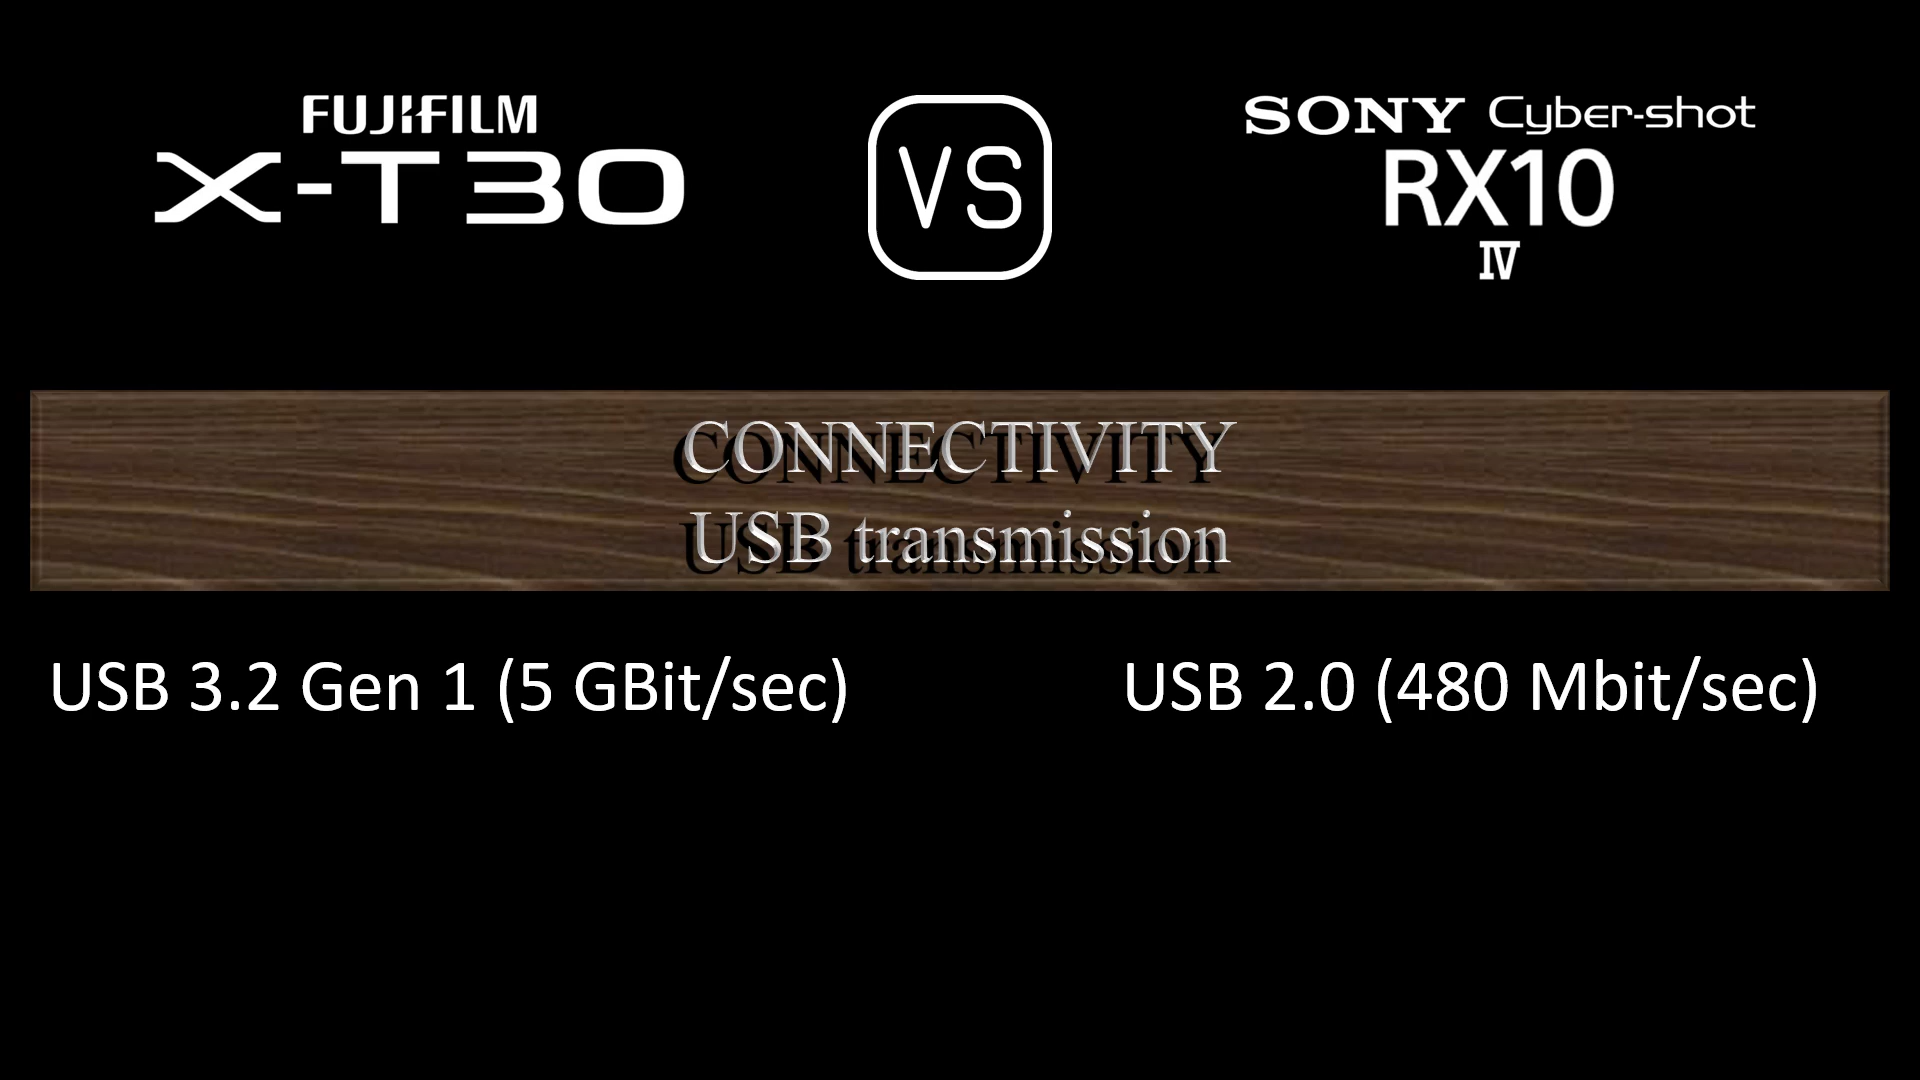 FUJIFILM
X-T30
VS
SONY Cyber-shot
RX10
IV
CONNECTIVITY
USB transmission
USB 3.2 Gen 1 (5 GBit/sec)
USB 2.0 (480 Mbit/sec)